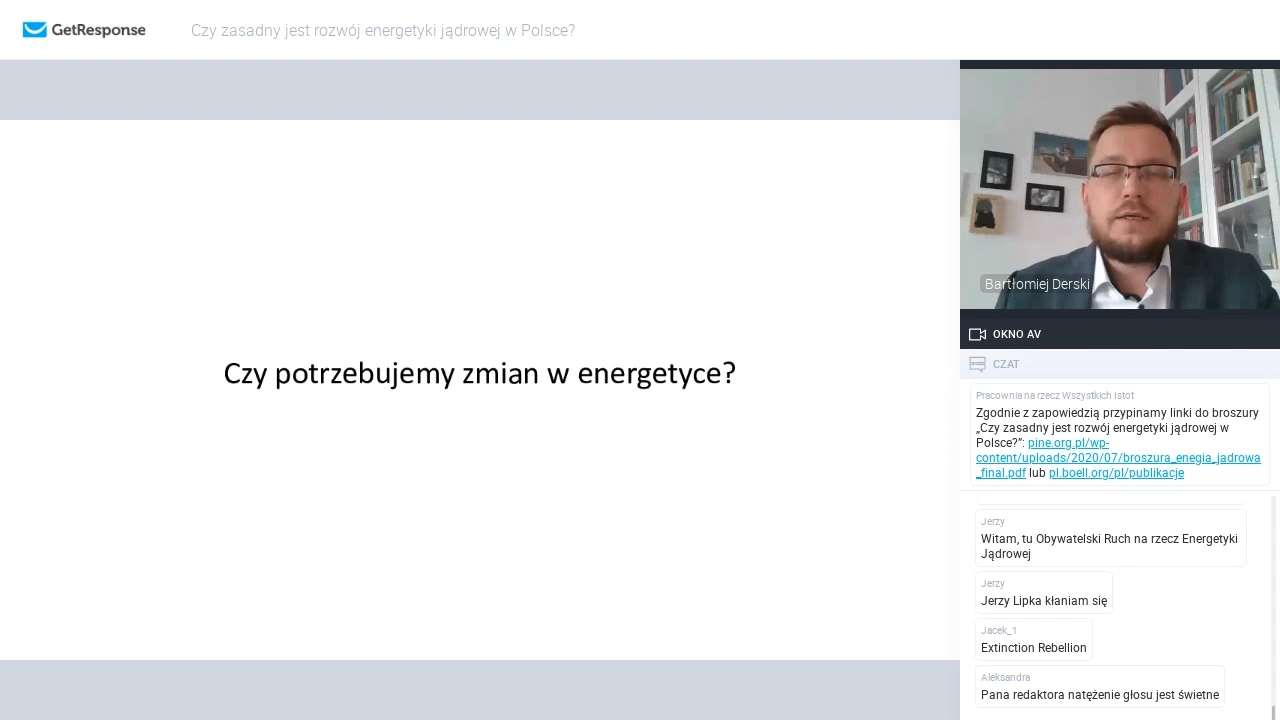 GetResponse
Czy zasadny jest rozwój energetyki jądrowej w Polsce?
Czy potrzebujemy zmian w energetyce?
Bartłomiej Derski
OKNO AV
CZAT
Pracownia na rzecz Wszystkich Istot
Zgodnie z zapowiedzią przypinamy linki do broszury
„Czy zasadny jest rozwój energetyki jądrowej w
Polsce?”: pine.org.pl/wp-
content/uploads/2020/07/broszura_enegia_jadrowa
_final.pdf lub pl.boell.org/pl/publikacje
Jerzy
Witam, tu Obywatelski Ruch na rzecz Energetyki
Jądrowej
Jerzy
Jerzy Lipka kłaniam się
Jacek_1
Extinction Rebellion
Aleksandra
Pana redaktora natężenie głosu jest świetne